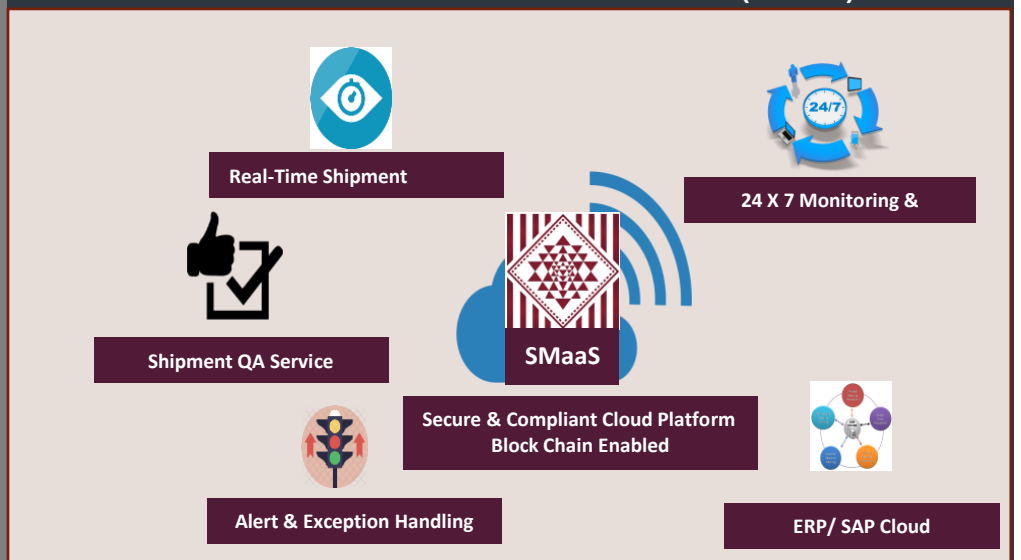 24/7
Real-Time Shipment
24 X 7 Monitoring &
SMaaS
Shipment QA Service
Secure & Compliant Cloud Platform
Block Chain Enabled
Alert & Exception Handling
ERP/ SAP Cloud